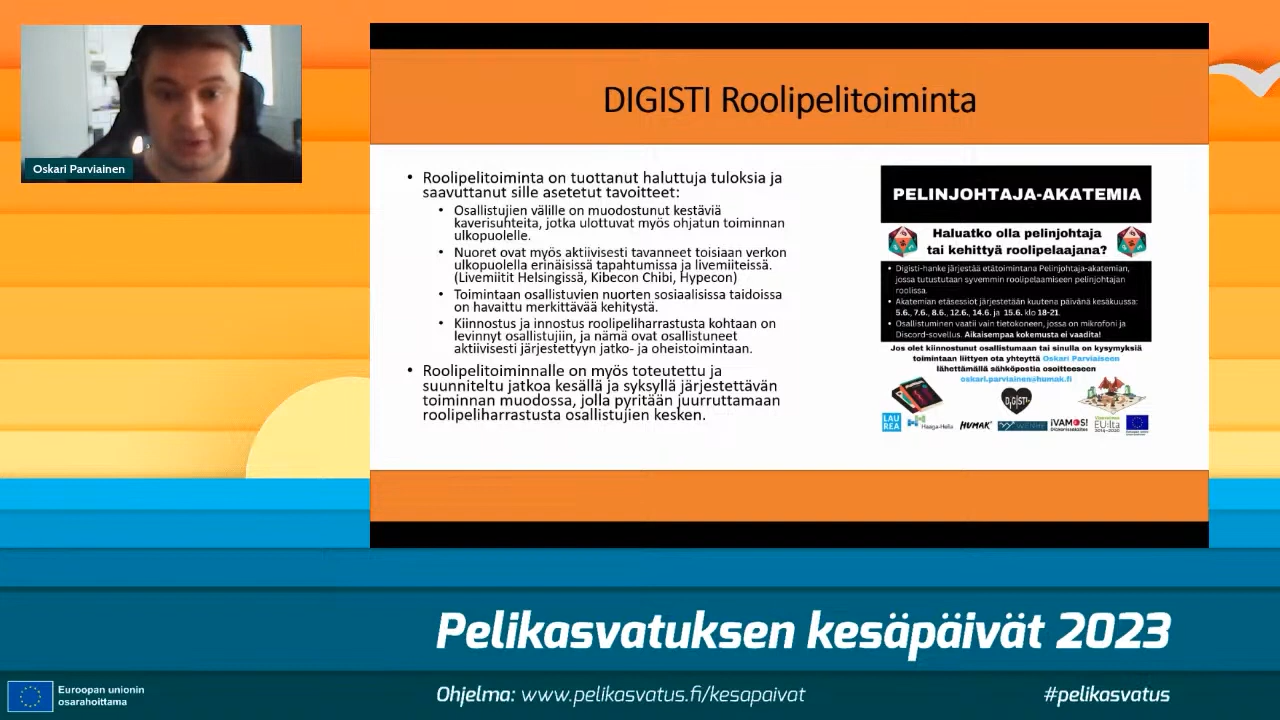 Oskari Parviainen
DIGISTI Roolipelitoiminta
• Roolipelitoiminta on tuottanut haluttuja tuloksia ja
saavuttanut sille asetetut tavoitteet:
• Osallistujien välille on muodostunut kestäviä
kaverisuhteita, jotka ulottuvat myös ohjatun toiminnan
ulkopuolelle.
• Nuoret ovat myös aktiivisesti tavanneet toisiaan verkon
ulkopuolella erinäisissä tapahtumissa ja livemiiteissä.
(Livemiitit Helsingissä, Kibecon Chibi, Hypecon)
• Toimintaan osallistuvien nuorten sosiaalisissa taidoissa
on havaittu merkittävää kehitystä.
• Kiinnostus ja innostus roolipeliharrastusta kohtaan on
levinnyt osallistujiin, ja nämä ovat osallistuneet
aktiivisesti järjestettyyn jatko- ja oheistoimintaan.
• Roolipelitoiminnalle on myös toteutettu ja
suunniteltu jatkoa kesällä ja syksyllä järjestettävän
toiminnan muodossa, jolla pyritään juurruttamaan
roolipeliharrastusta osallistujien kesken.
PELINJOHTAJA-AKATEMIA
Haluatko olla pelinjohtaja
tai kehittyä roolipelaajana?
• Digisti-hanke järjestää etätoimintana Pelinjohtaja-akatemian,
jossa tutustutaan syvemmin roolipelaamiseen pelinjohtajan
roolissa.
• Akatemian etäsessiot järjestetään kuutena päivänä kesäkuussa:
5.6., 7.6., 8.6., 12.6., 14.6. ja 15.6. klo 18-21.
• Osallistuminen vaatii vain tietokoneen, jossa on mikrofoni ja
Discord-sovellus. Aikaisempaa kokemusta ei vaadita!
Jos olet kiinnostunut osallistumaan tai sinulla on kysymyksiä
toimintaan liittyen ota yhteyttä Oskari Parviaiseen
lähettämällä sähköpostia osoitteeseen
oskari.parviainen@humak.fi
DIGISTI
LAU
REA
Haaga-Helia
HUMAK
¡VAMOS!
EU:lta
2014-2020
Pelikasvatuksen kesäpäivät 2023
Euroopan unionin
osarahoittama
Ohjelma: www.pelikasvatus.fi/kesapaivat
#pelikasvatus